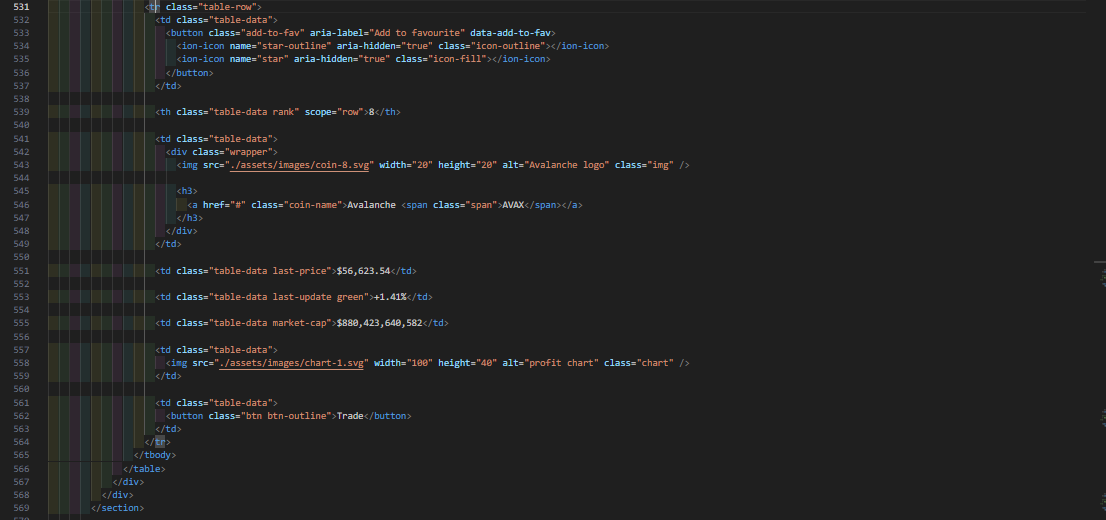 531 <tr class="table-row">
532 <td class="table-data">
533 <button class="add-to-fav" aria-label="Add to favourite" data-add-to-fav>
534 <ion-icon name="star-outline" aria-hidden="true" class="icon-outline"></ion-icon>
535 <ion-icon name="star" aria-hidden="true" class="icon-fill"></ion-icon>
536 </button>
537 </td>
538
539 <th class="table-data rank" scope="row">8</th>
540
541 <td class="table-data">
542 <div class="wrapper">
543 <img src="./assets/images/coin-8.svg" width="20" height="20" alt="Avalanche logo" class="img" />
544
545 <h3>
546 <a href="#" class="coin-name">Avalanche <span class="span">AVAX</span></a>
547 </h3>
548 </div>
549 </td>
550
551 <td class="table-data last-price">$56,623.54</td>
552
553 <td class="table-data last-update green">+1.41%</td>
554
555 <td class="table-data market-cap">$880,423,640,582</td>
556
557 <td class="table-data">
558 <img src="./assets/images/chart-1.svg" width="100" height="40" alt="profit chart" class="chart" />
559 </td>
560
561 <td class="table-data">
562 <button class="btn btn-outline">Trade</button>
563 </td>
564 </tr>
565 </tbody>
566 </table>
567 </div>
568 </div>
569 </section>